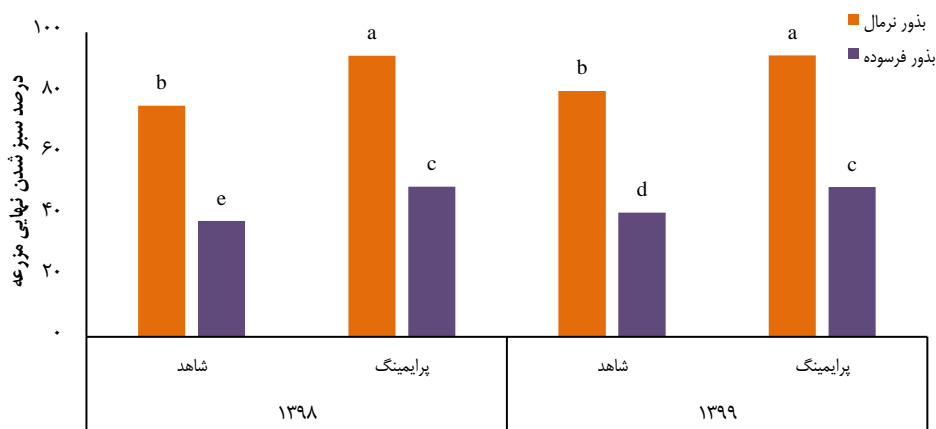 بذور نرمال
بذور فرسوده
درصد سبز شدن نهایی مزرعه
۱۰۰
۸۰
۶۰
۴۰
۲۰
۰
b
e
a
c
b
d
a
c
شاهد
پرایمینگ
شاهد
پرایمینگ
۱۳۹۸
۱۳۹۹